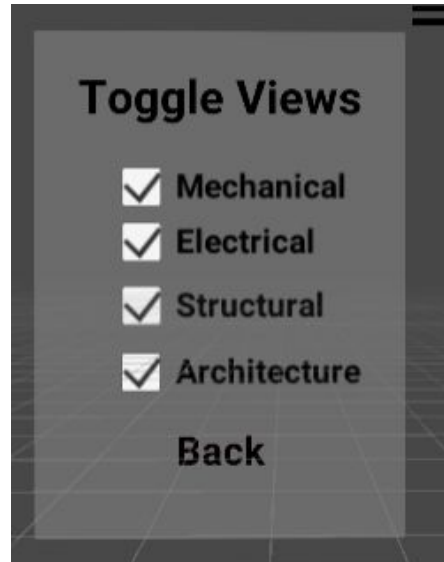 Toggle Views
Mechanical
Electrical
Structural
Architecture
Back